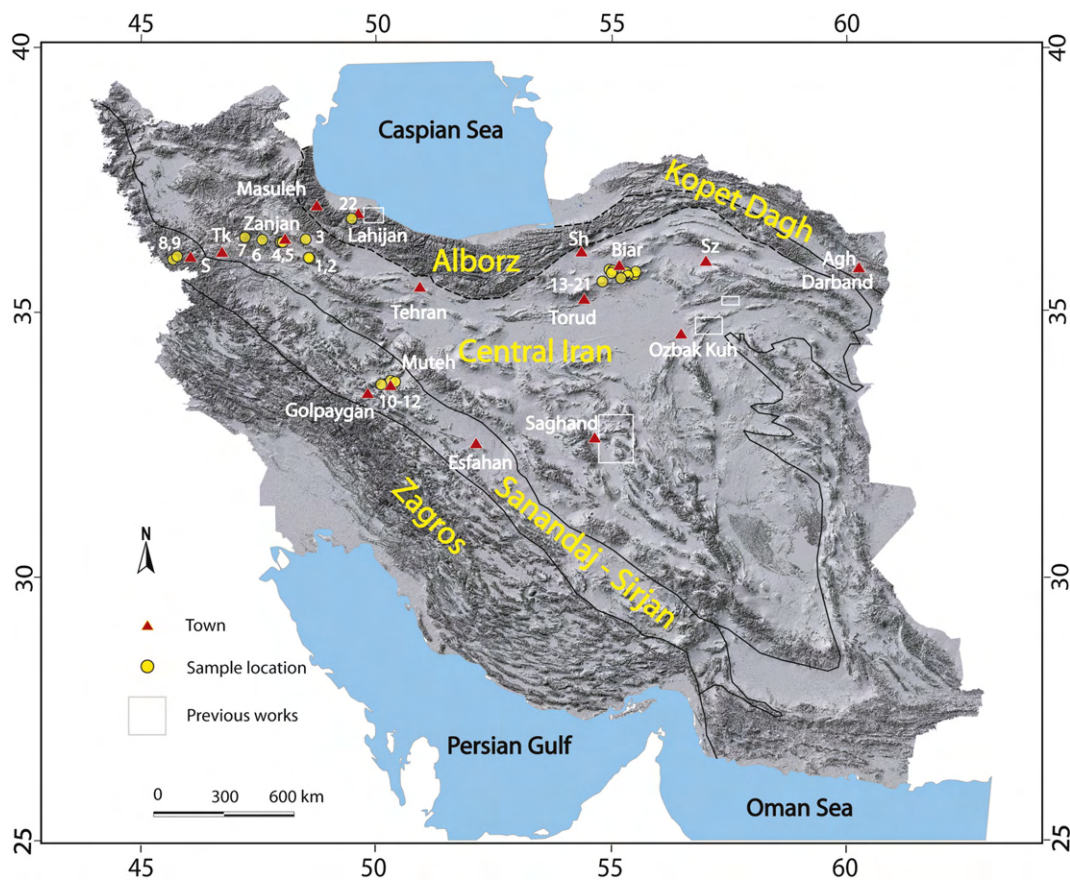 45 50 55 60
40 40
Caspian Sea
Kopet Dagh
Masuleh
22
Lahijan
Zanjan
3
Tk
8,9
S
7 6 4,5
1,2
Alborz
Sh
Biar
Sz
Agh
Darband
13-21
35 35
Tehran
Torud
Ozbak Kuh
Central Iran
Muteh
10-12
Golpaygan
Saghand
Esfahan
Zagros
Sanandaj - Sirjan
N
30 30
Town
Sample location
Previous works
Persian Gulf
0 300 600 km
Oman Sea
25 25
45 50 55 60